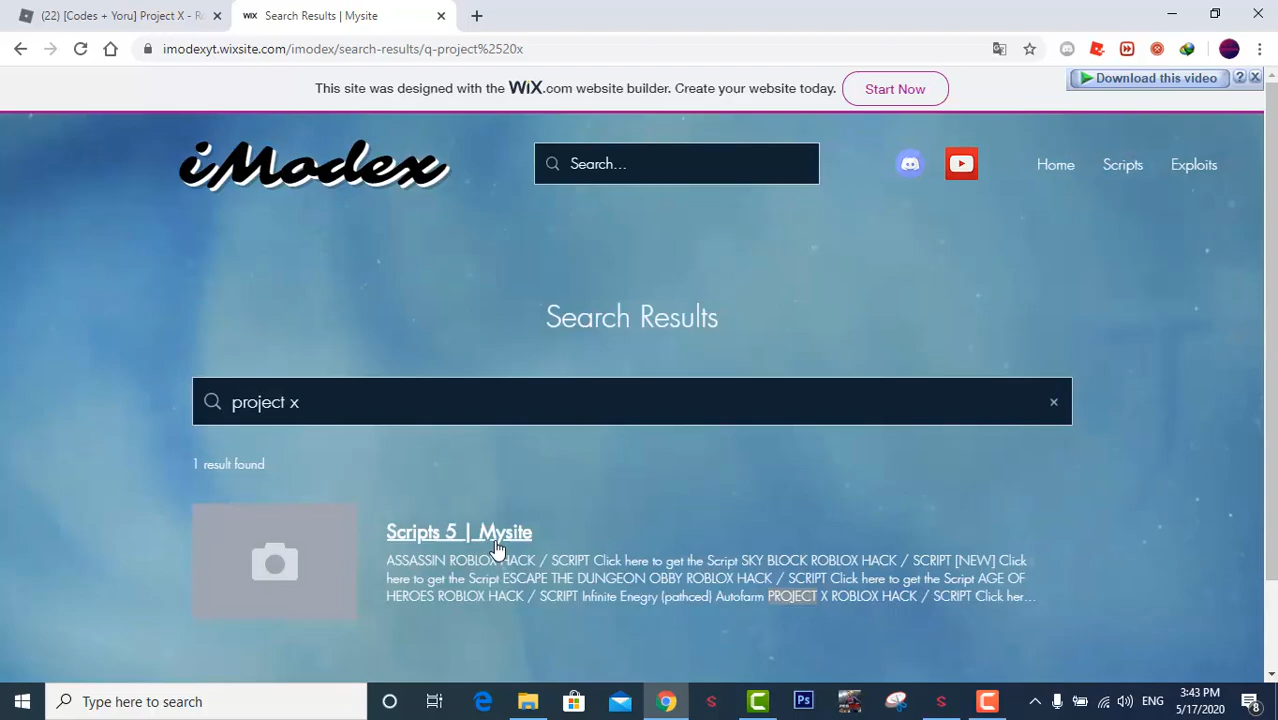 (22) [Codes + Yoru] Project X - Ro
WiX Search Results | Mysite
imodexyt.wixsite.com/imodex/search-results/q-project%2520x
This site was designed with the WiX.com website builder. Create your website today.
Start Now
Download this video
iModex
Search...
Home
Scripts
Exploits
Search Results
project x
1 result found
Scripts 5 | Mysite
ASSASSIN ROBLOX HACK / SCRIPT Click here to get the Script SKY BLOCK ROBLOX HACK / SCRIPT [NEW] Click
here to get the Script ESCAPE THE DUNGEON OBBY ROBLOX HACK / SCRIPT Click here to get the Script AGE OF
HEROES ROBLOX HACK / SCRIPT Infinite Enegry (pathced) Autofarm PROJECT X ROBLOX HACK / SCRIPT Click her...
Type here to search
Ps
ENG
3:43 PM
5/17/2020
8